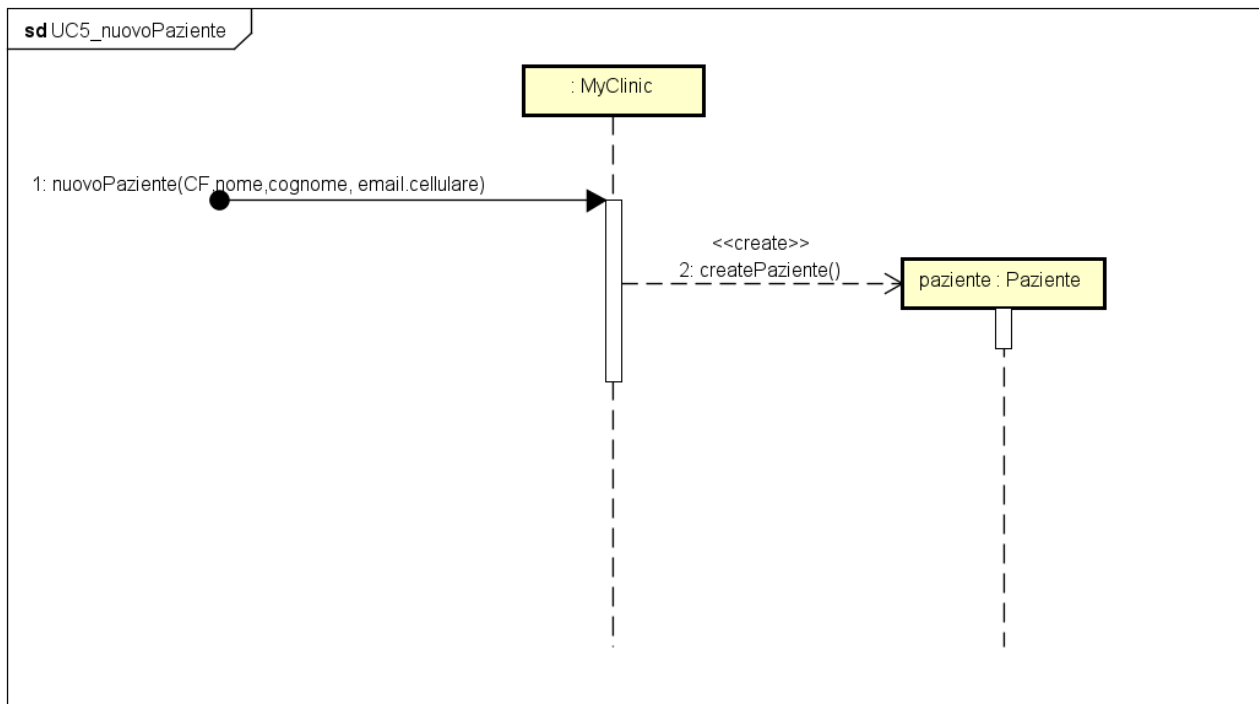 sd UC5_nuovoPaziente
: MyClinic
1: nuovoPaziente(CF,nome,cognome, email.cellulare)
<<create>>
2: createPaziente()
paziente : Paziente